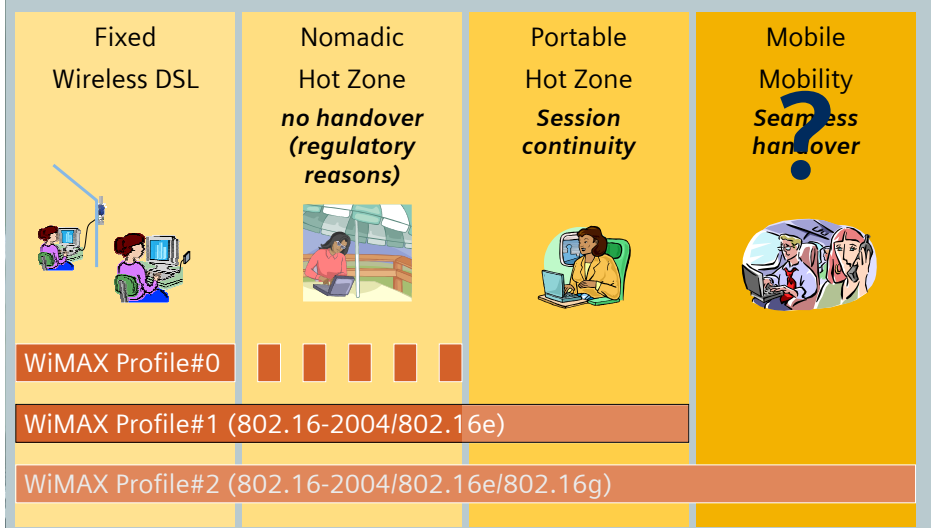 Fixed
Wireless DSL
Nomadic
Hot Zone
no handover
(regulatory
reasons)
Portable
Hot Zone
Session
continuity
Mobile
Mobility
Seamless
handover
?
WiMAX Profile#0
WiMAX Profile#1 (802.16-2004/802.16e)
WiMAX Profile#2 (802.16-2004/802.16e/802.16g)